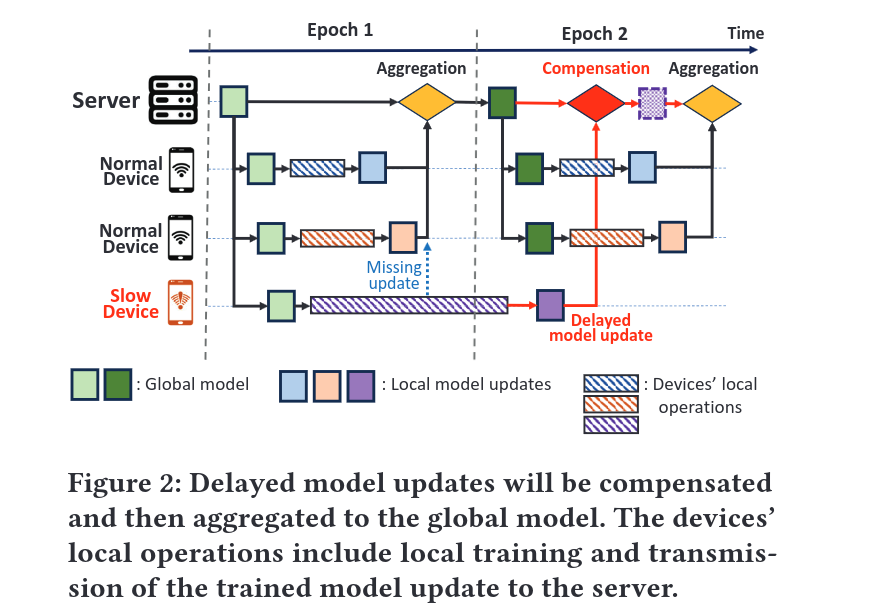 Epoch 1
Epoch 2
Time
Aggregation
Compensation
Aggregation
Server
Normal
Device
Normal
Device
Missing
update
Slow
Device
Delayed
model update
: Global model
: Local model updates
: Devices' local
operations
Figure 2: Delayed model updates will be compensated
and then aggregated to the global model. The devices'
local operations include local training and transmis-
sion of the trained model update to the server.